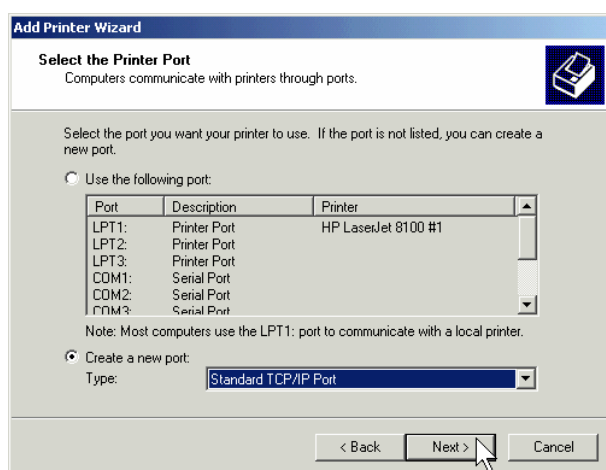 Add Printer Wizard
Select the Printer Port
Computers communicate with printers through ports.
Select the port you want your printer to use. If the port is not listed, you can create a
new port.
Use the following port:
Port Description Printer
LPT1: Printer Port HP LaserJet 8100 #1
LPT2: Printer Port
LPT3: Printer Port
COM1: Serial Port
COM2: Serial Port
COM3: Serial Port
Note: Most computers use the LPT1: port to communicate with a local printer.
Create a new port:
Type: Standard TCP/IP Port
< Back Next > Cancel